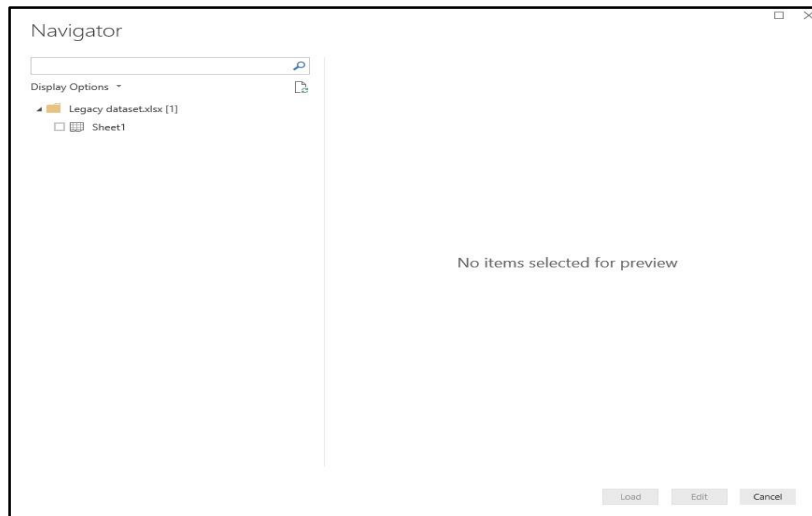 Navigator
Display Options
Legacy dataset.xlsx [1]
Sheet1
No items selected for preview
Load Edit Cancel